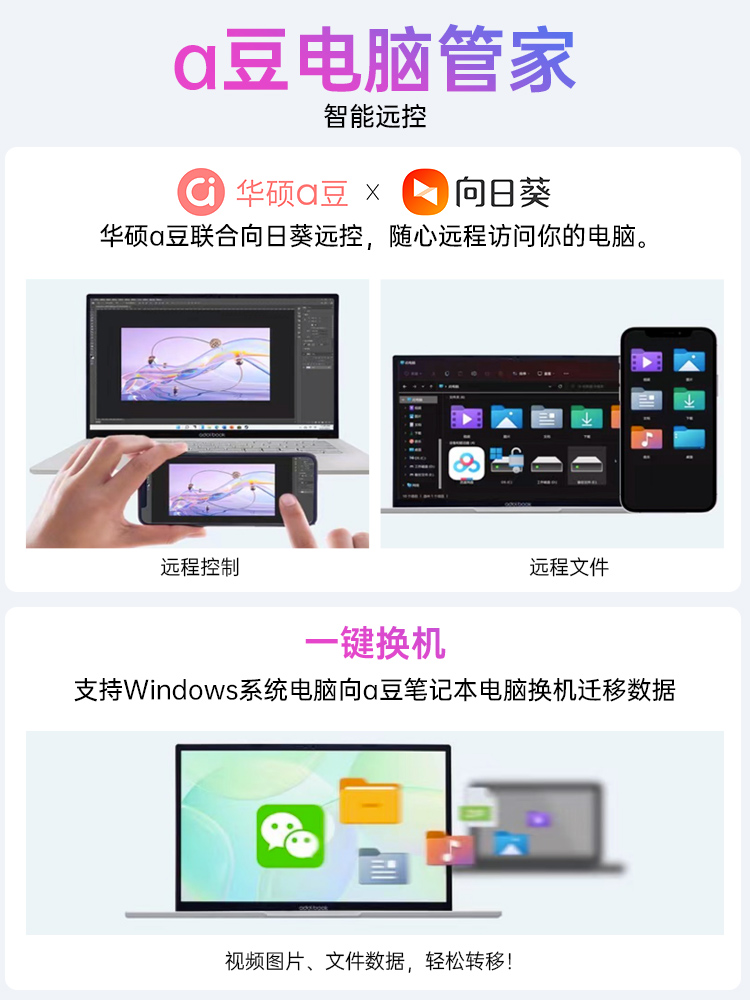 a豆电脑管家
智能远控
华硕a豆 x 向日葵
华硕a豆联合向日葵远控，随心远程访问你的电脑。
adolbook
adolbook
远程控制
远程文件
一键换机
支持Windows系统电脑向a豆笔记本电脑换机迁移数据
adolbook
视频图片、文件数据，轻松转移！